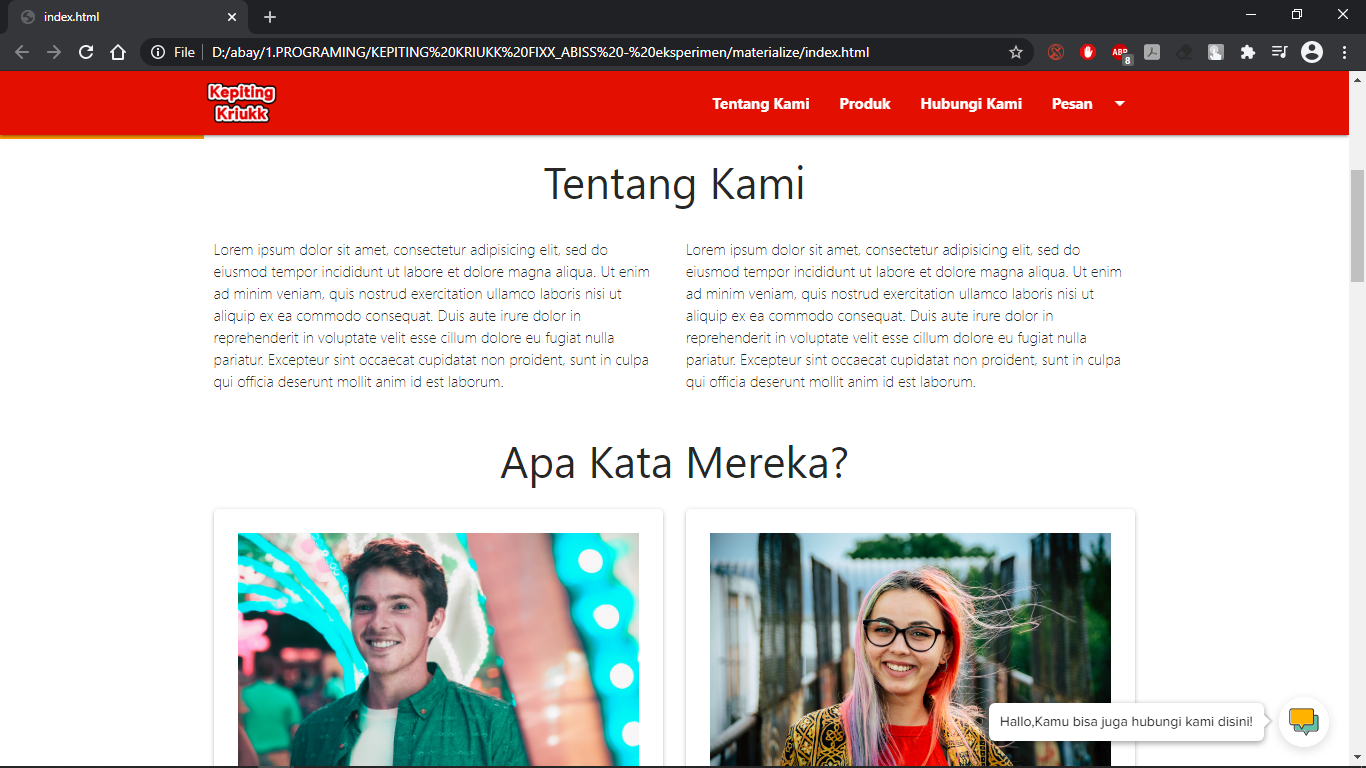 index.html
File
D:/abay/1.PROGRAMING/KEPITING%20KRIUKK%20FIXX_ABISS%20-%20eksperimen/materialize/index.html
ABP
8
Kepiting
Kriukk
Tentang Kami
Produk
Hubungi Kami
Pesan
Tentang Kami
Lorem ipsum dolor sit amet, consectetur adipisicing elit, sed do
eiusmod tempor incididunt ut labore et dolore magna aliqua. Ut enim
ad minim veniam, quis nostrud exercitation ullamco laboris nisi ut
aliquip ex ea commodo consequat. Duis aute irure dolor in
reprehenderit in voluptate velit esse cillum dolore eu fugiat nulla
pariatur. Excepteur sint occaecat cupidatat non proident, sunt in culpa
qui officia deserunt mollit anim id est laborum.
Lorem ipsum dolor sit amet, consectetur adipisicing elit, sed do
eiusmod tempor incididunt ut labore et dolore magna aliqua. Ut enim
ad minim veniam, quis nostrud exercitation ullamco laboris nisi ut
aliquip ex ea commodo consequat. Duis aute irure dolor in
reprehenderit in voluptate velit esse cillum dolore eu fugiat nulla
pariatur. Excepteur sint occaecat cupidatat non proident, sunt in culpa
qui officia deserunt mollit anim id est laborum.
Apa Kata Mereka?
Hallo,Kamu bisa juga hubungi kami disini!